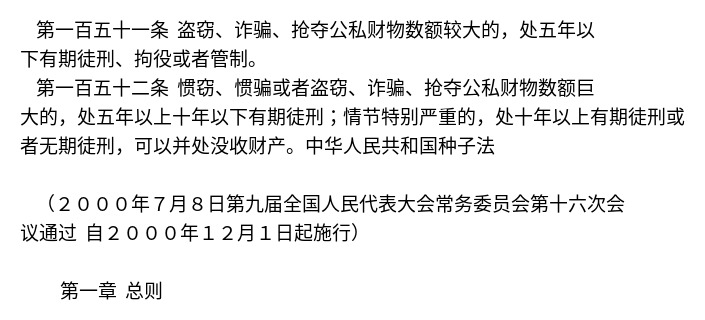 第一百五十一条 盗窃、诈骗、抢夺公私财物数额较大的，处五年以
下有期徒刑、拘役或者管制。
第一百五十二条 惯窃、惯骗或者盗窃、诈骗、抢夺公私财物数额巨
大的，处五年以上十年以下有期徒刑；情节特别严重的，处十年以上有期徒刑或
者无期徒刑，可以并处没收财产。中华人民共和国种子法
（２０００年７月８日第九届全国人民代表大会常务委员会第十六次会
议通过 自２０００年１２月１日起施行）
第一章 总则